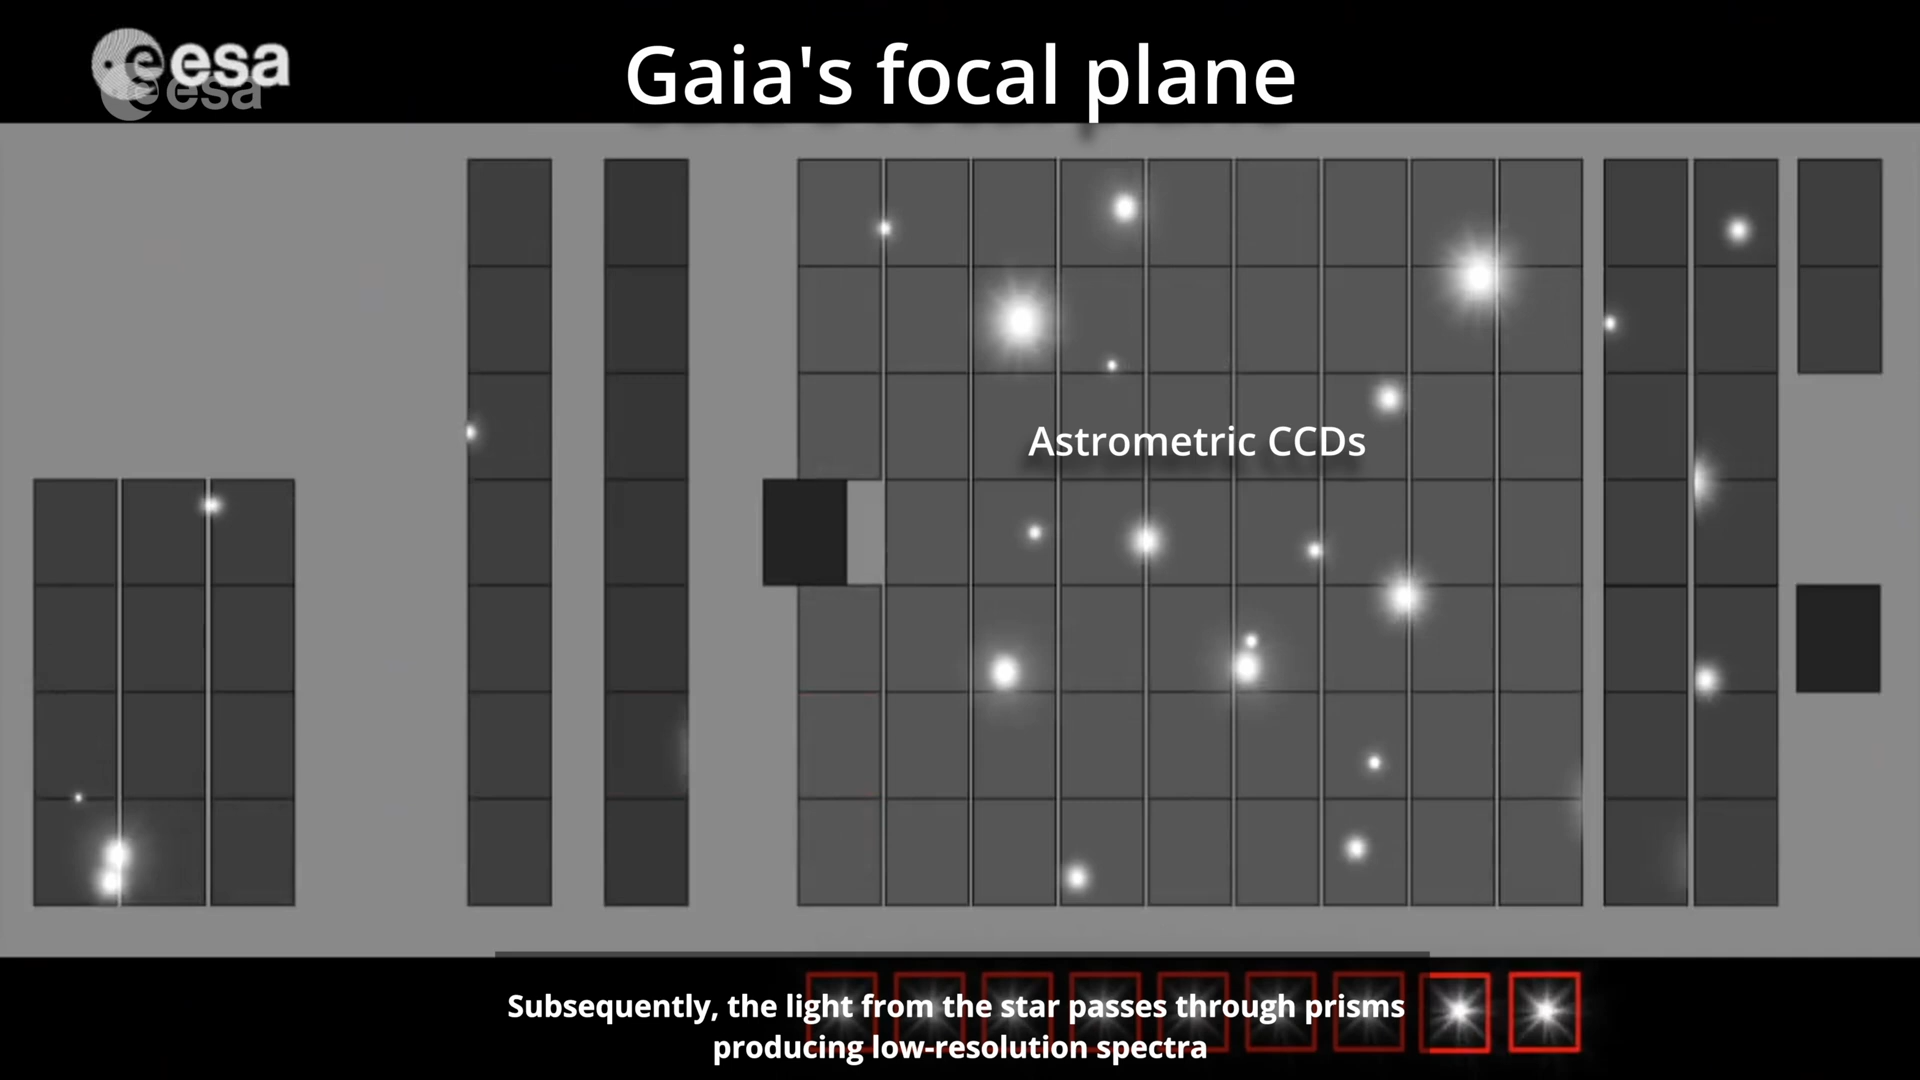 esa
esa
Gaia's focal plane
Astrometric CCDs
Subsequently, the light from the star passes through prisms
producing low-resolution spectra